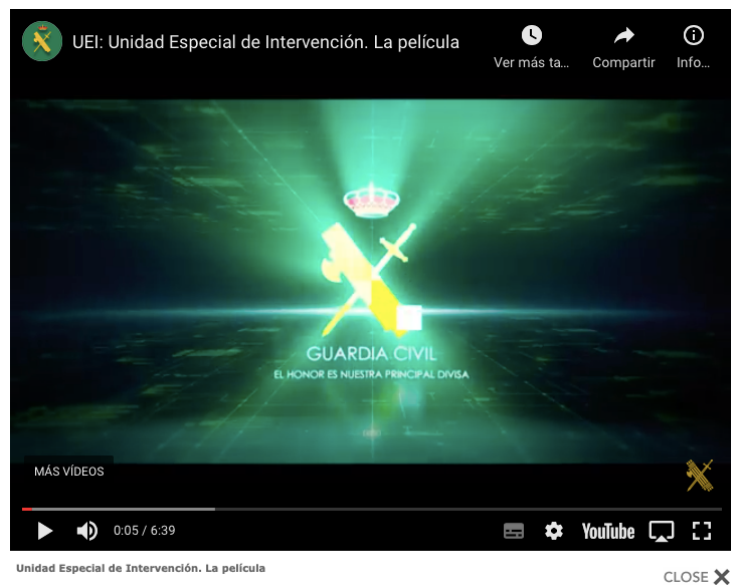 UEI: Unidad Especial de Intervención. La película
Ver más ta...
Compartir
Info...
GUARDIA CIVIL
EL HONOR ES NUESTRA PRINCIPAL DIVISA
MÁS VÍDEOS
0:05 / 6:39
YouTube
Unidad Especial de Intervención. La película
CLOSE